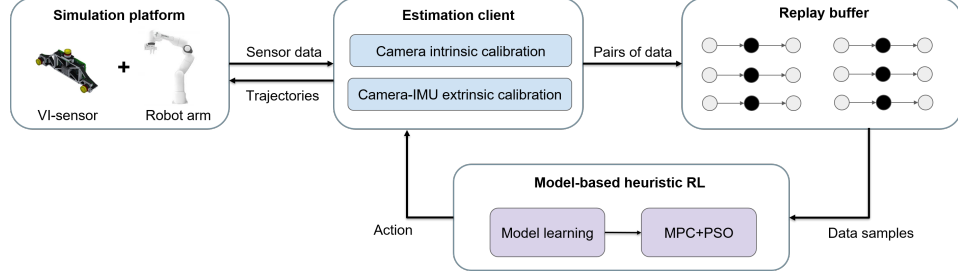 Simulation platform
+
VI-sensor
Robot arm
Sensor data
Trajectories
Estimation client
Camera intrinsic calibration
Camera-IMU extrinsic calibration
Pairs of data
Replay buffer
Model-based heuristic RL
Model learning
MPC+PSO
Action
Data samples